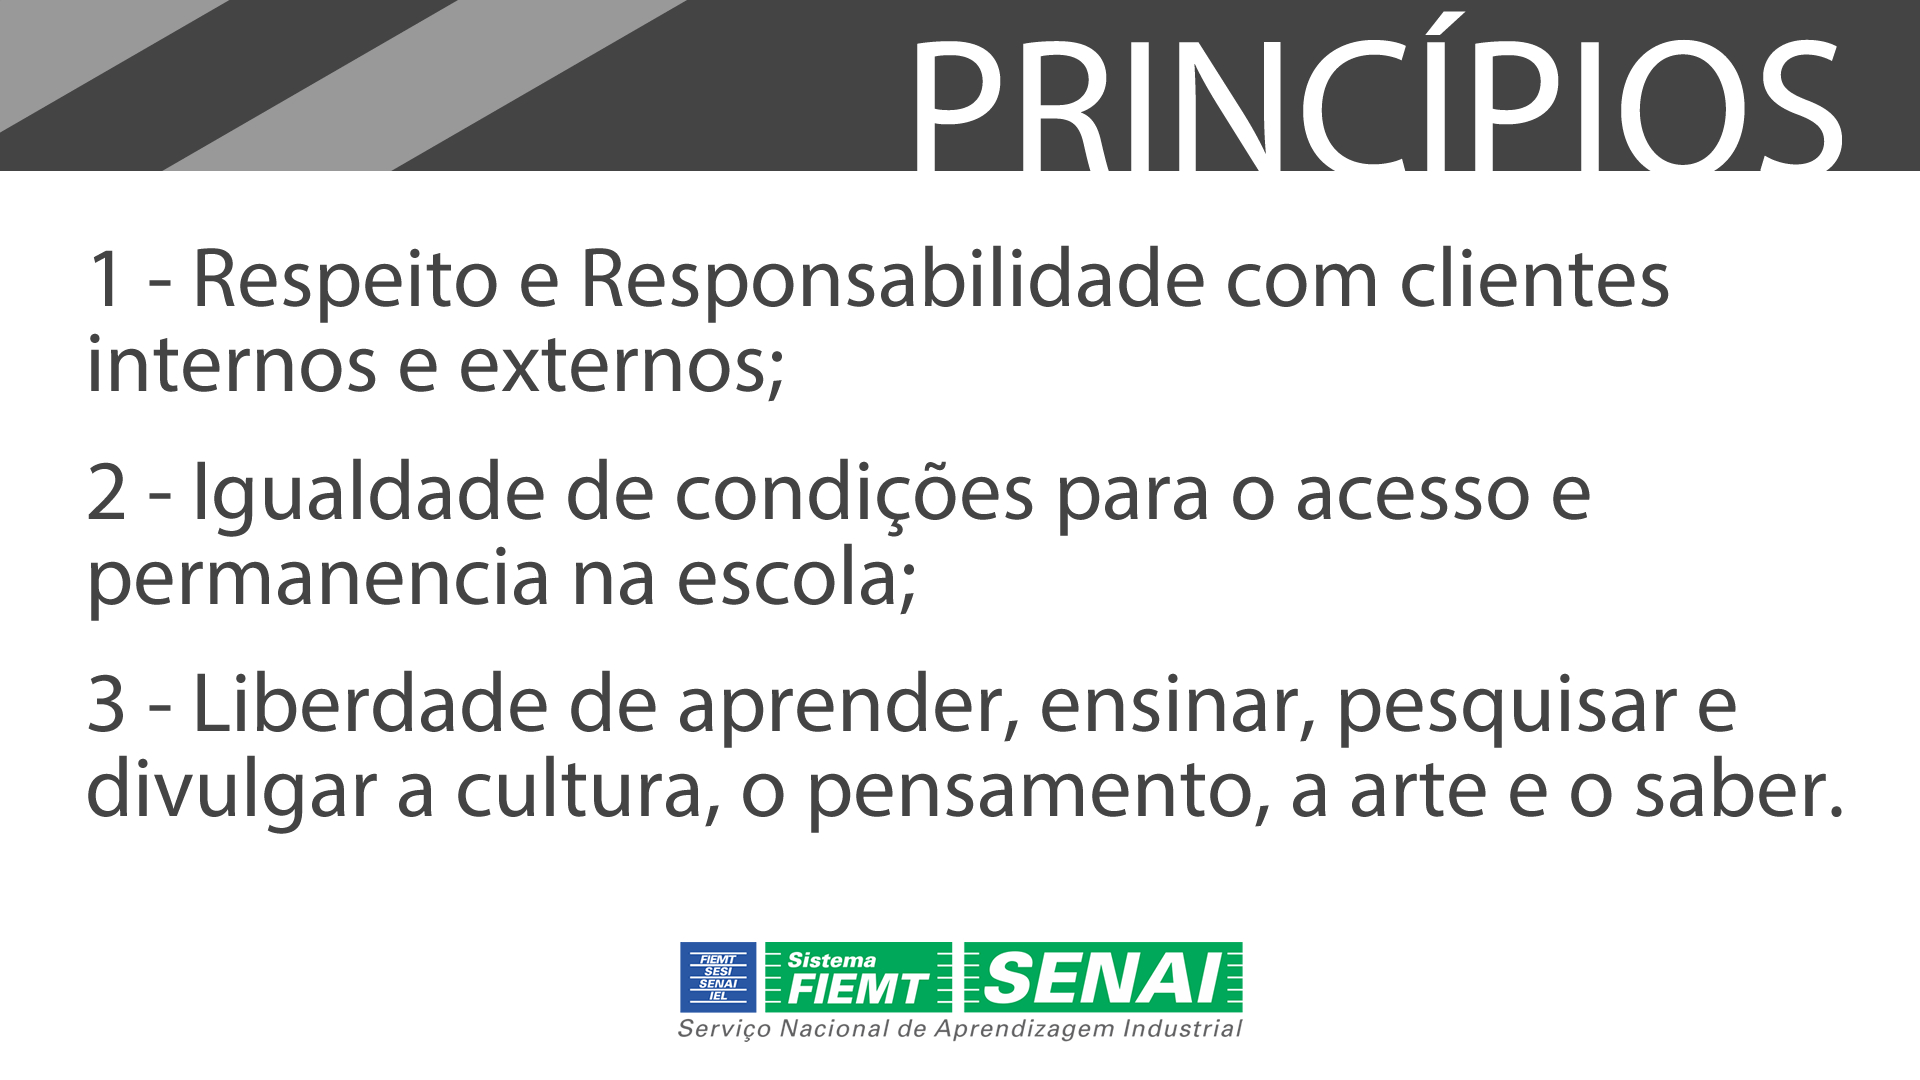 PRINCÍPIOS
1 - Respeito e Responsabilidade com clientes
internos e externos;
2 - Igualdade de condições para o acesso e
permanencia na escola;
3 - Liberdade de aprender, ensinar, pesquisar e
divulgar a cultura, o pensamento, a arte e o saber.
FIEMT
SESI
SENAI
IEL
Sistema
FIEMT
SENAI
Serviço Nacional de Aprendizagem Industrial